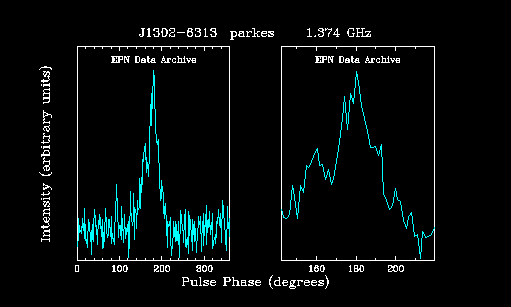 J1302-6313 parkes 1.374 GHz
EPN Data Archive EPN Data Archive
Intensity (arbitrary units)
0 100 200 300 160 180 200
Pulse Phase (degrees)